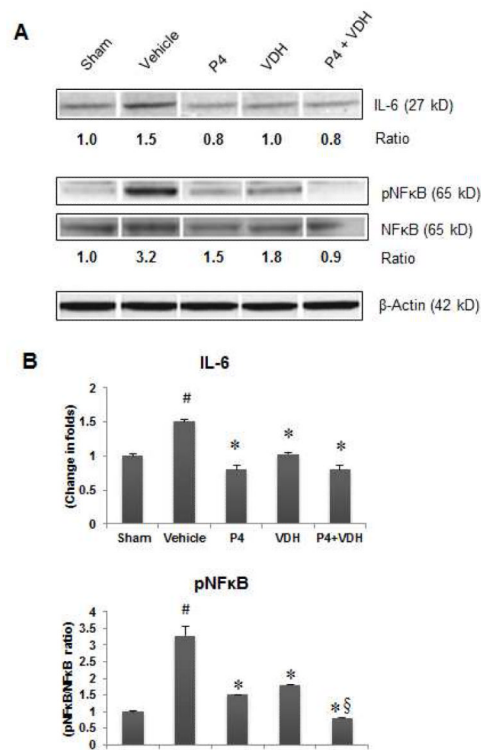 A
Sham Vehicle P4 VDH P4 + VDH
IL-6 (27 kD)
1.0 1.5 0.8 1.0 0.8 Ratio
pNFκB (65 kD)
NFκB (65 kD)
1.0 3.2 1.5 1.8 0.9 Ratio
β-Actin (42 kD)
B
IL-6
(Change in folds)
2
1.5
1
0.5
0
# * * *
Sham Vehicle P4 VDH P4+VDH
pNFκB
(pNFκB/NFκB ratio)
4
3.5
3
2.5
2
1.5
1
0.5
0
# * * *§